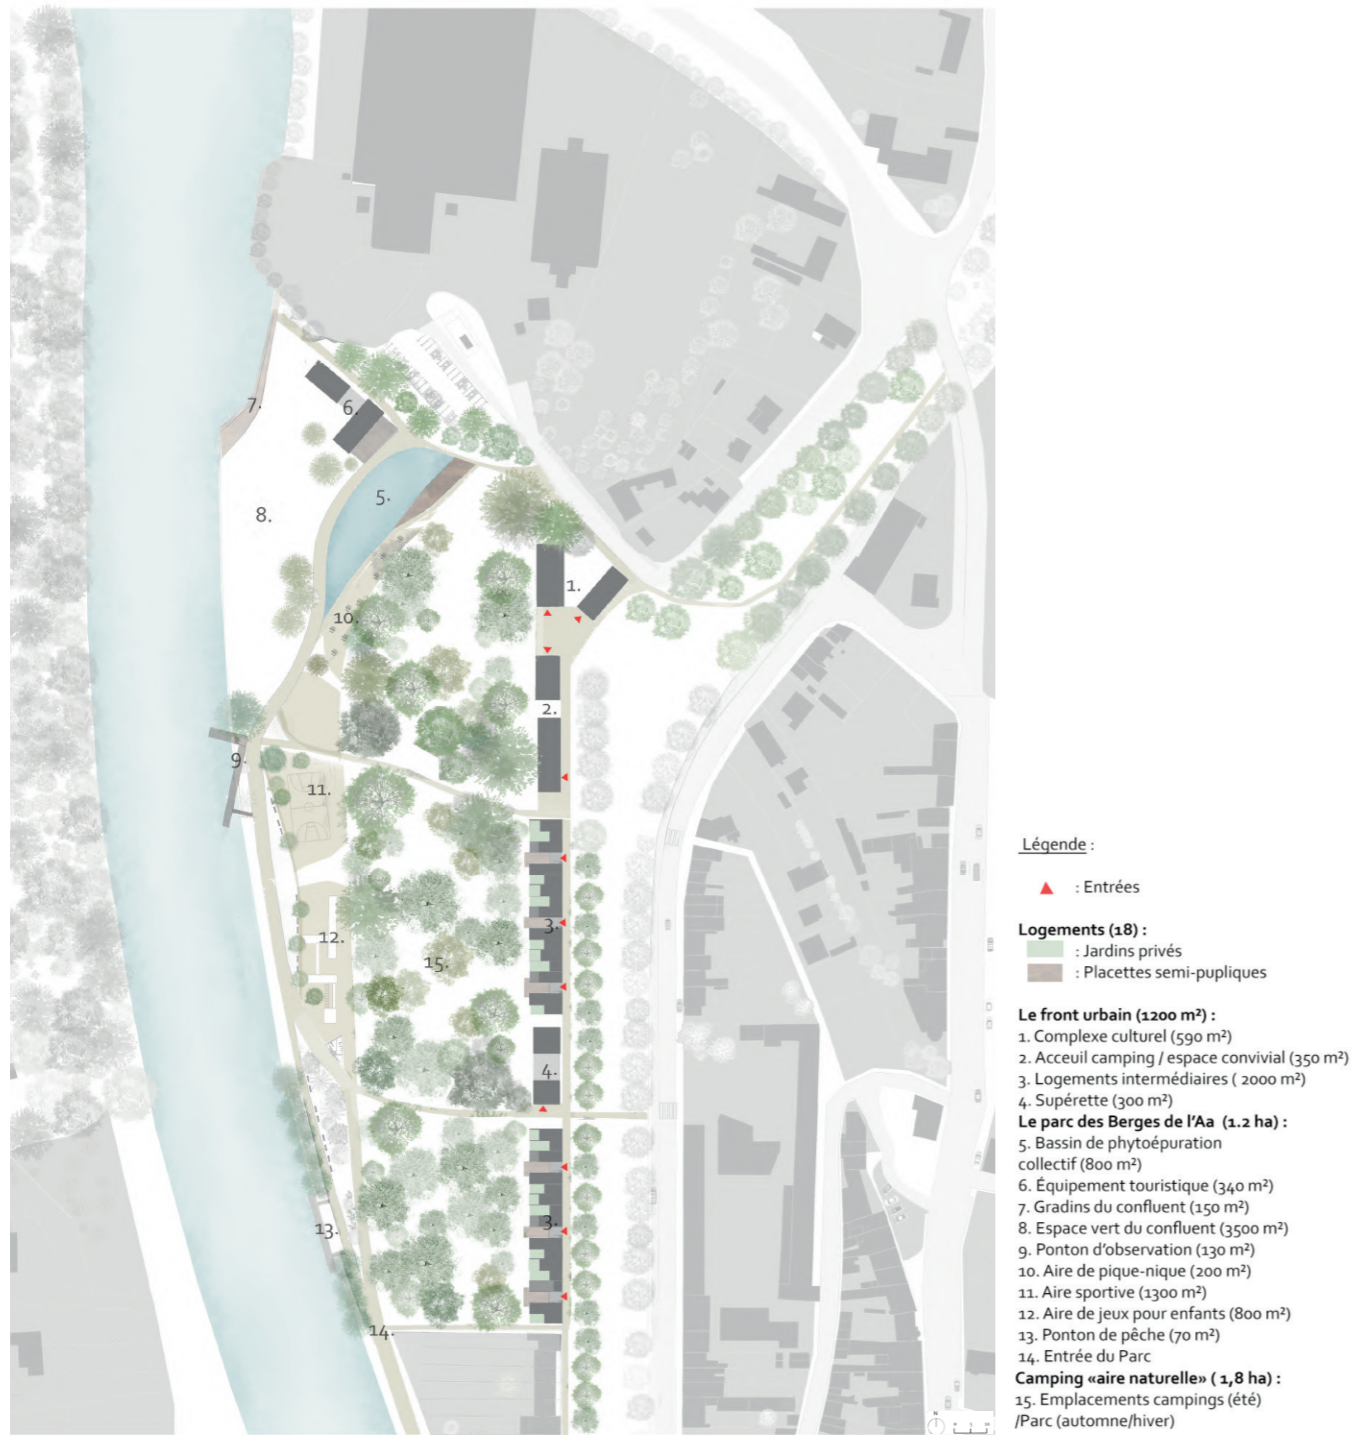 7.
6.
5.
8.
1.
10.
2.
9.
11.
3.
12.
15.
4.
13.
3.
14.
N
Légende :
: Entrées
Logements (18) :
: Jardins privés
: Placettes semi-pupliques
Le front urbain (1200 m²) :
1. Complexe culturel (590 m²)
2. Acceuil camping / espace convivial (350 m²)
3. Logements intermédiaires ( 2000 m²)
4. Supérette (300 m²)
Le parc des Berges de l'Aa (1.2 ha) :
5. Bassin de phytoépuration
collectif (800 m²)
6. Équipement touristique (340 m²)
7. Gradins du confluent (150 m²)
8. Espace vert du confluent (3500 m²)
9. Ponton d'observation (130 m²)
10. Aire de pique-nique (200 m²)
11. Aire sportive (1300 m²)
12. Aire de jeux pour enfants (800 m²)
13. Ponton de pêche (70 m²)
14. Entrée du Parc
Camping «aire naturelle» ( 1,8 ha) :
15. Emplacements campings (été)
/Parc (automne/hiver)